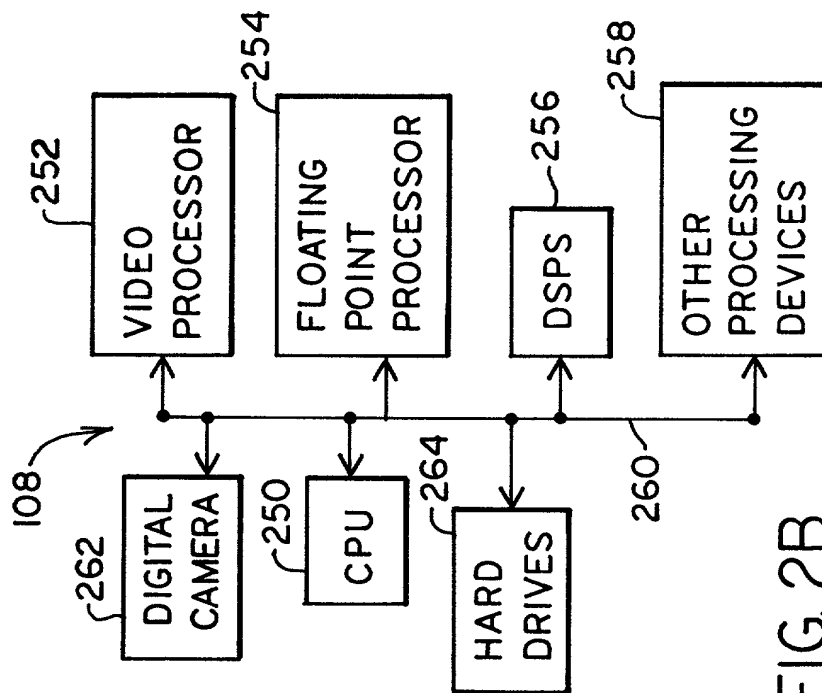 108
262
DIGITAL
CAMERA
252
VIDEO
PROCESSOR
250
CPU
254
FLOATING
POINT
PROCESSOR
264
HARD
DRIVES
256
DSPS
260
258
OTHER
PROCESSING
DEVICES
FIG. 2B